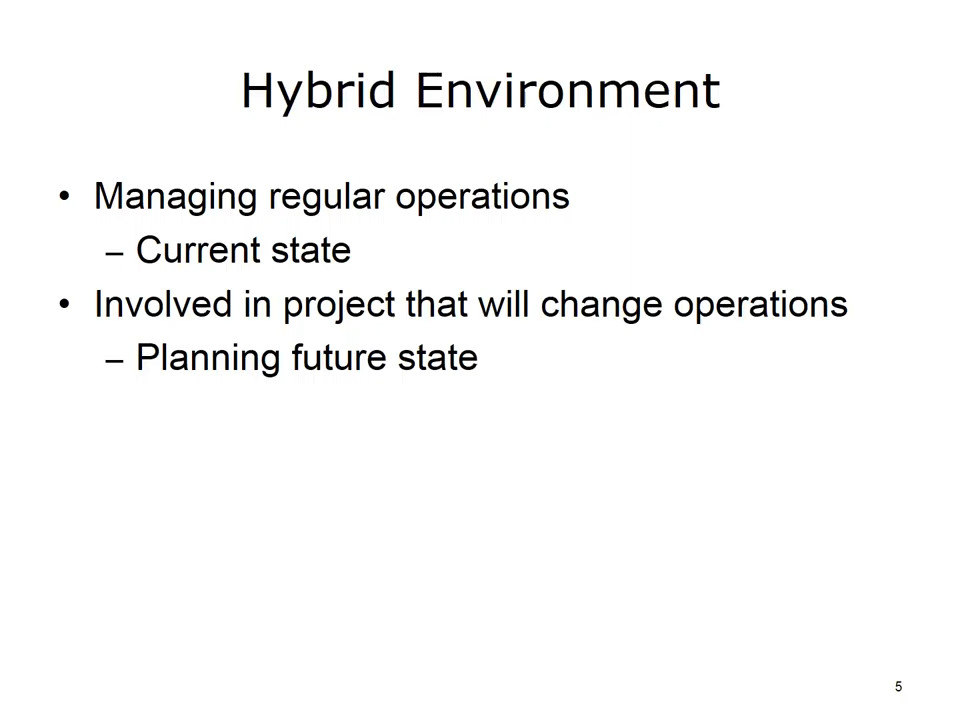 Hybrid Environment
• Managing regular operations
– Current state
• Involved in project that will change operations
– Planning future state
5